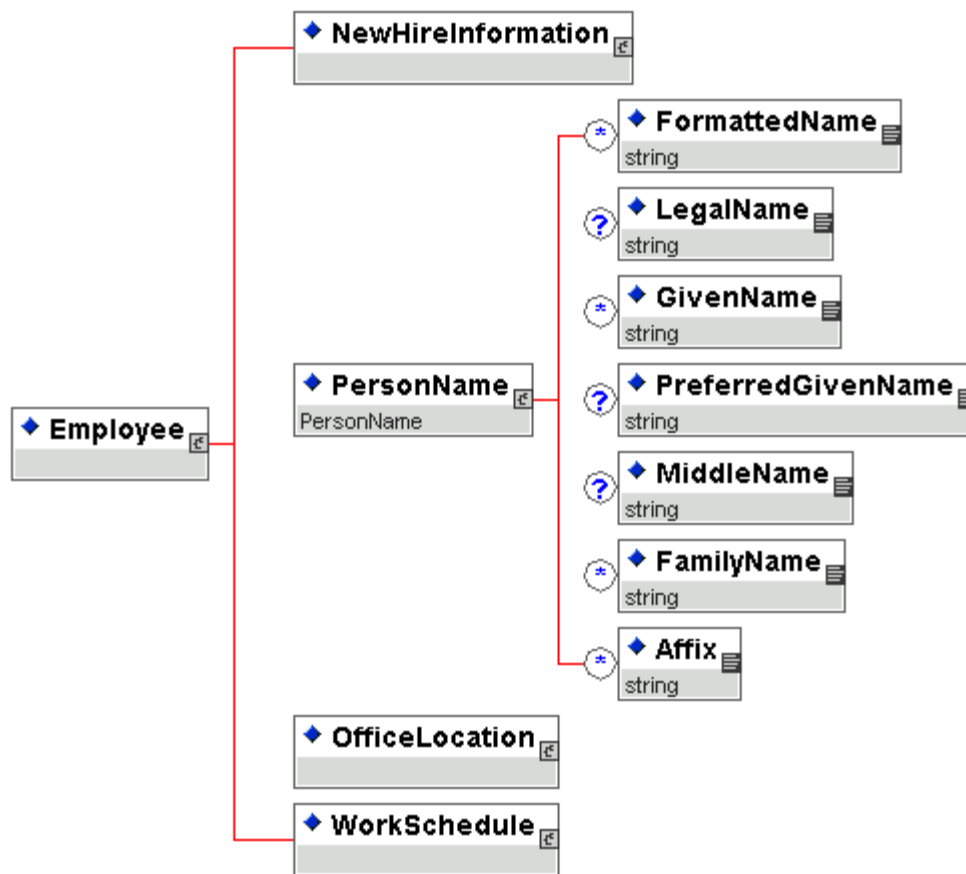 NewHireInformation
* FormattedName
string
? LegalName
string
* GivenName
string
PersonName
PersonName
? PreferredGivenName
string
Employee
? MiddleName
string
* FamilyName
string
* Affix
string
OfficeLocation
WorkSchedule